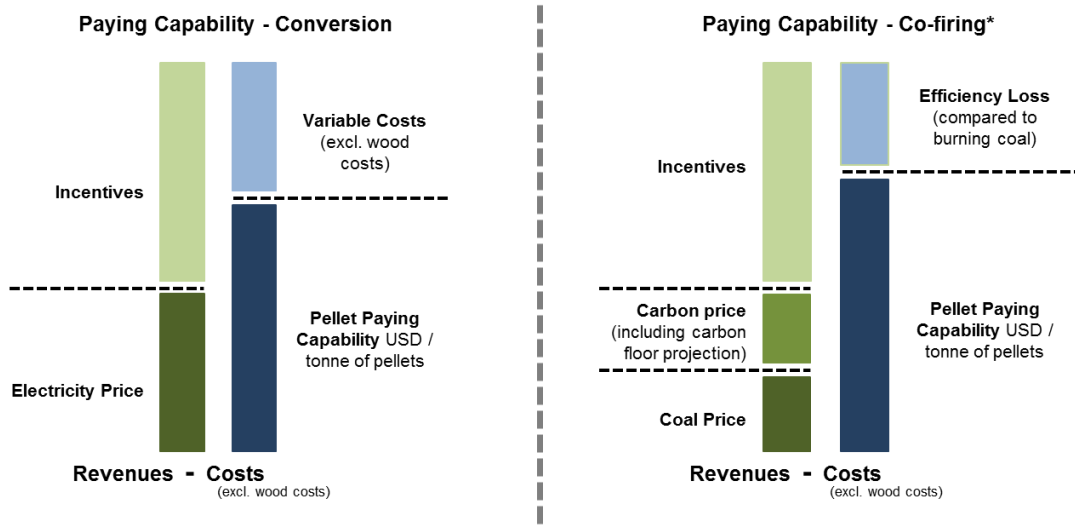 Paying Capability - Conversion
Incentives
Electricity Price
Variable Costs
(excl. wood
costs)
Pellet Paying
Capability USD /
tonne of pellets
Revenues - Costs
(excl. wood costs)
Paying Capability - Co-firing*
Incentives
Carbon price
(including carbon
floor projection)
Coal Price
Efficiency Loss
(compared to
burning coal)
Pellet Paying
Capability USD /
tonne of pellets
Revenues - Costs
(excl. wood costs)